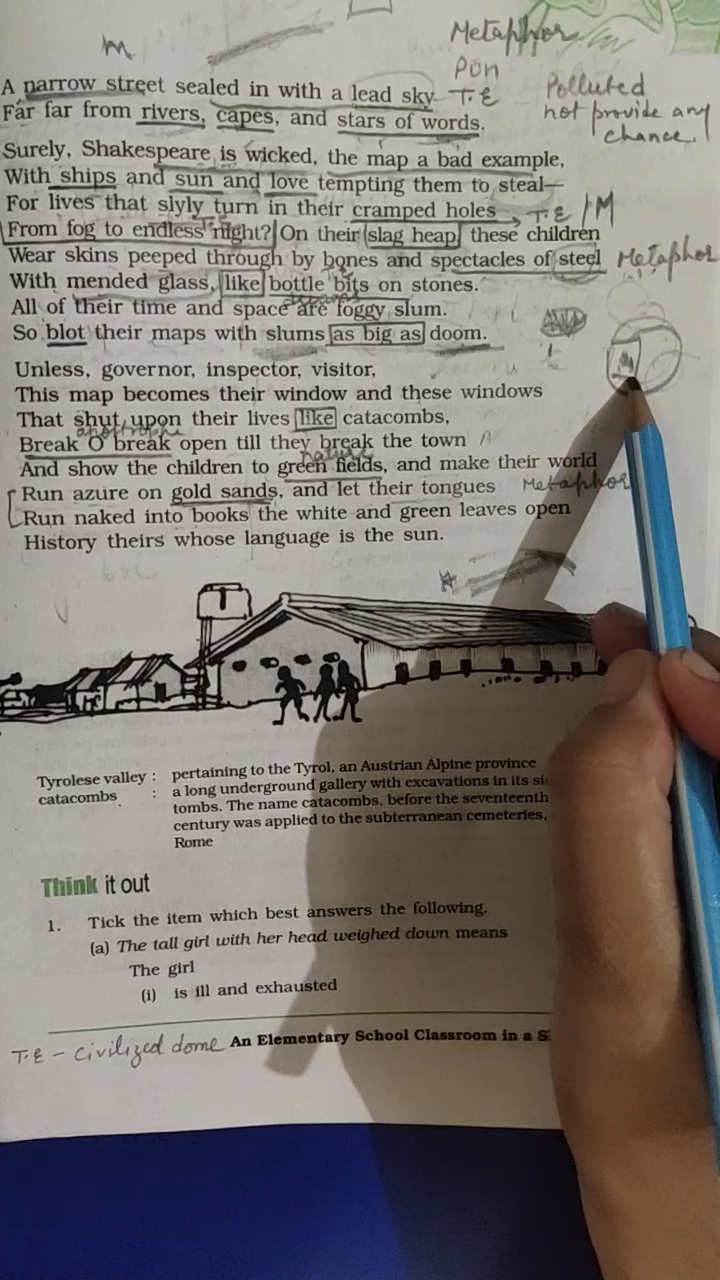 Metaphor
m
Pun
A narrow street sealed in with a lead sky T.E Polluted
Far far from rivers, capes, and stars of words. not provide any
chance.
Surely, Shakespeare is wicked, the map a bad example,
With ships and sun and love tempting them to steal—
For lives that slyly turn in their cramped holes T.E / M
From fog to endless night? On their slag heap, these children
Wear skins peeped through by bones and spectacles of steel Metaphor
With mended glass, like bottle bits on stones.
All of their time and space are foggy slum.
So blot their maps with slums as big as doom.
Unless, governor, inspector, visitor,
This map becomes their window and these windows
That shut upon their lives like catacombs,
apostrophe
Break O break open till they break the town
nature
And show the children to green fields, and make their world
Run azure on gold sands, and let their tongues Metaphor
Run naked into books the white and green leaves open
History theirs whose language is the sun.
Tyrolese valley : pertaining to the Tyrol, an Austrian Alpine province
catacombs : a long underground gallery with excavations in its
tombs. The name catacombs, before the seventeenth
century was applied to the subterranean cemeteries,
Rome
Think it out
1. Tick the item which best answers the following.
(a) The tall girl with her head weighed down means
The girl
(i) is ill and exhausted
T.E - civilized dome An Elementary School Classroom in a S